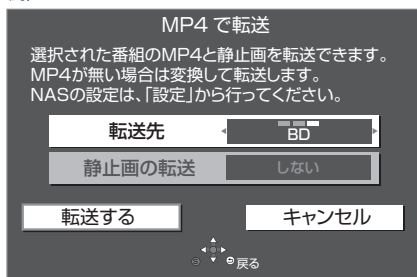 MP4 で転送
選択された番組のMP4と静止画を転送できます。
MP4が無い場合は変換して転送します。
NASの設定は、「設定」から行ってください。
転送先 BD
静止画の転送 しない
転送する キャンセル
戻る